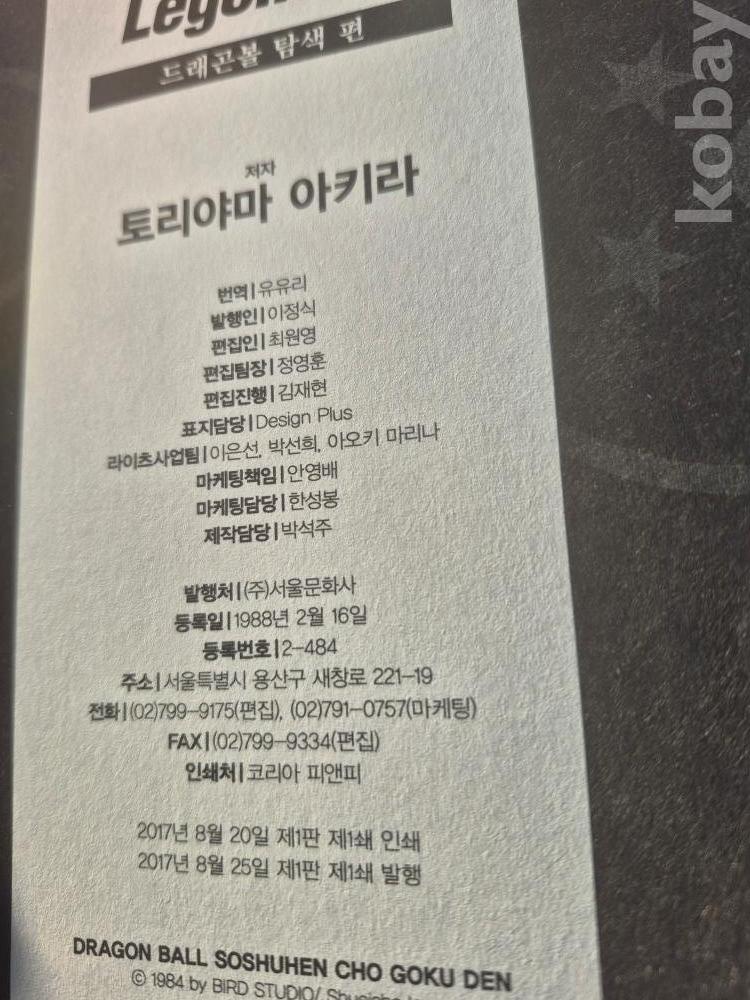 드래곤볼 탐색 편
저자
토리야마 아키라
번역|유유리
발행인|이정식
편집인|최원영
편집팀장|정영훈
편집진행|김재현
표지담당|Design Plus
라이츠사업팀|이은선, 박선희, 아오키 마리나
마케팅책임|안영배
마케팅담당|한성봉
제작담당|박석주
발행처|(주)서울문화사
등록일|1988년 2월 16일
등록번호|2-484
주소|서울특별시 용산구 새창로 221-19
전화|(02)799-9175(편집), (02)791-0757(마케팅)
FAX|(02)799-9334(편집)
인쇄처|코리아 피앤피
2017년 8월 20일 제1판 제1쇄 인쇄
2017년 8월 25일 제1판 제1쇄 발행
DRAGON BALL SOSHUHEN CHO GOKU DEN
© 1984 by BIRD STUDIO/
kobay